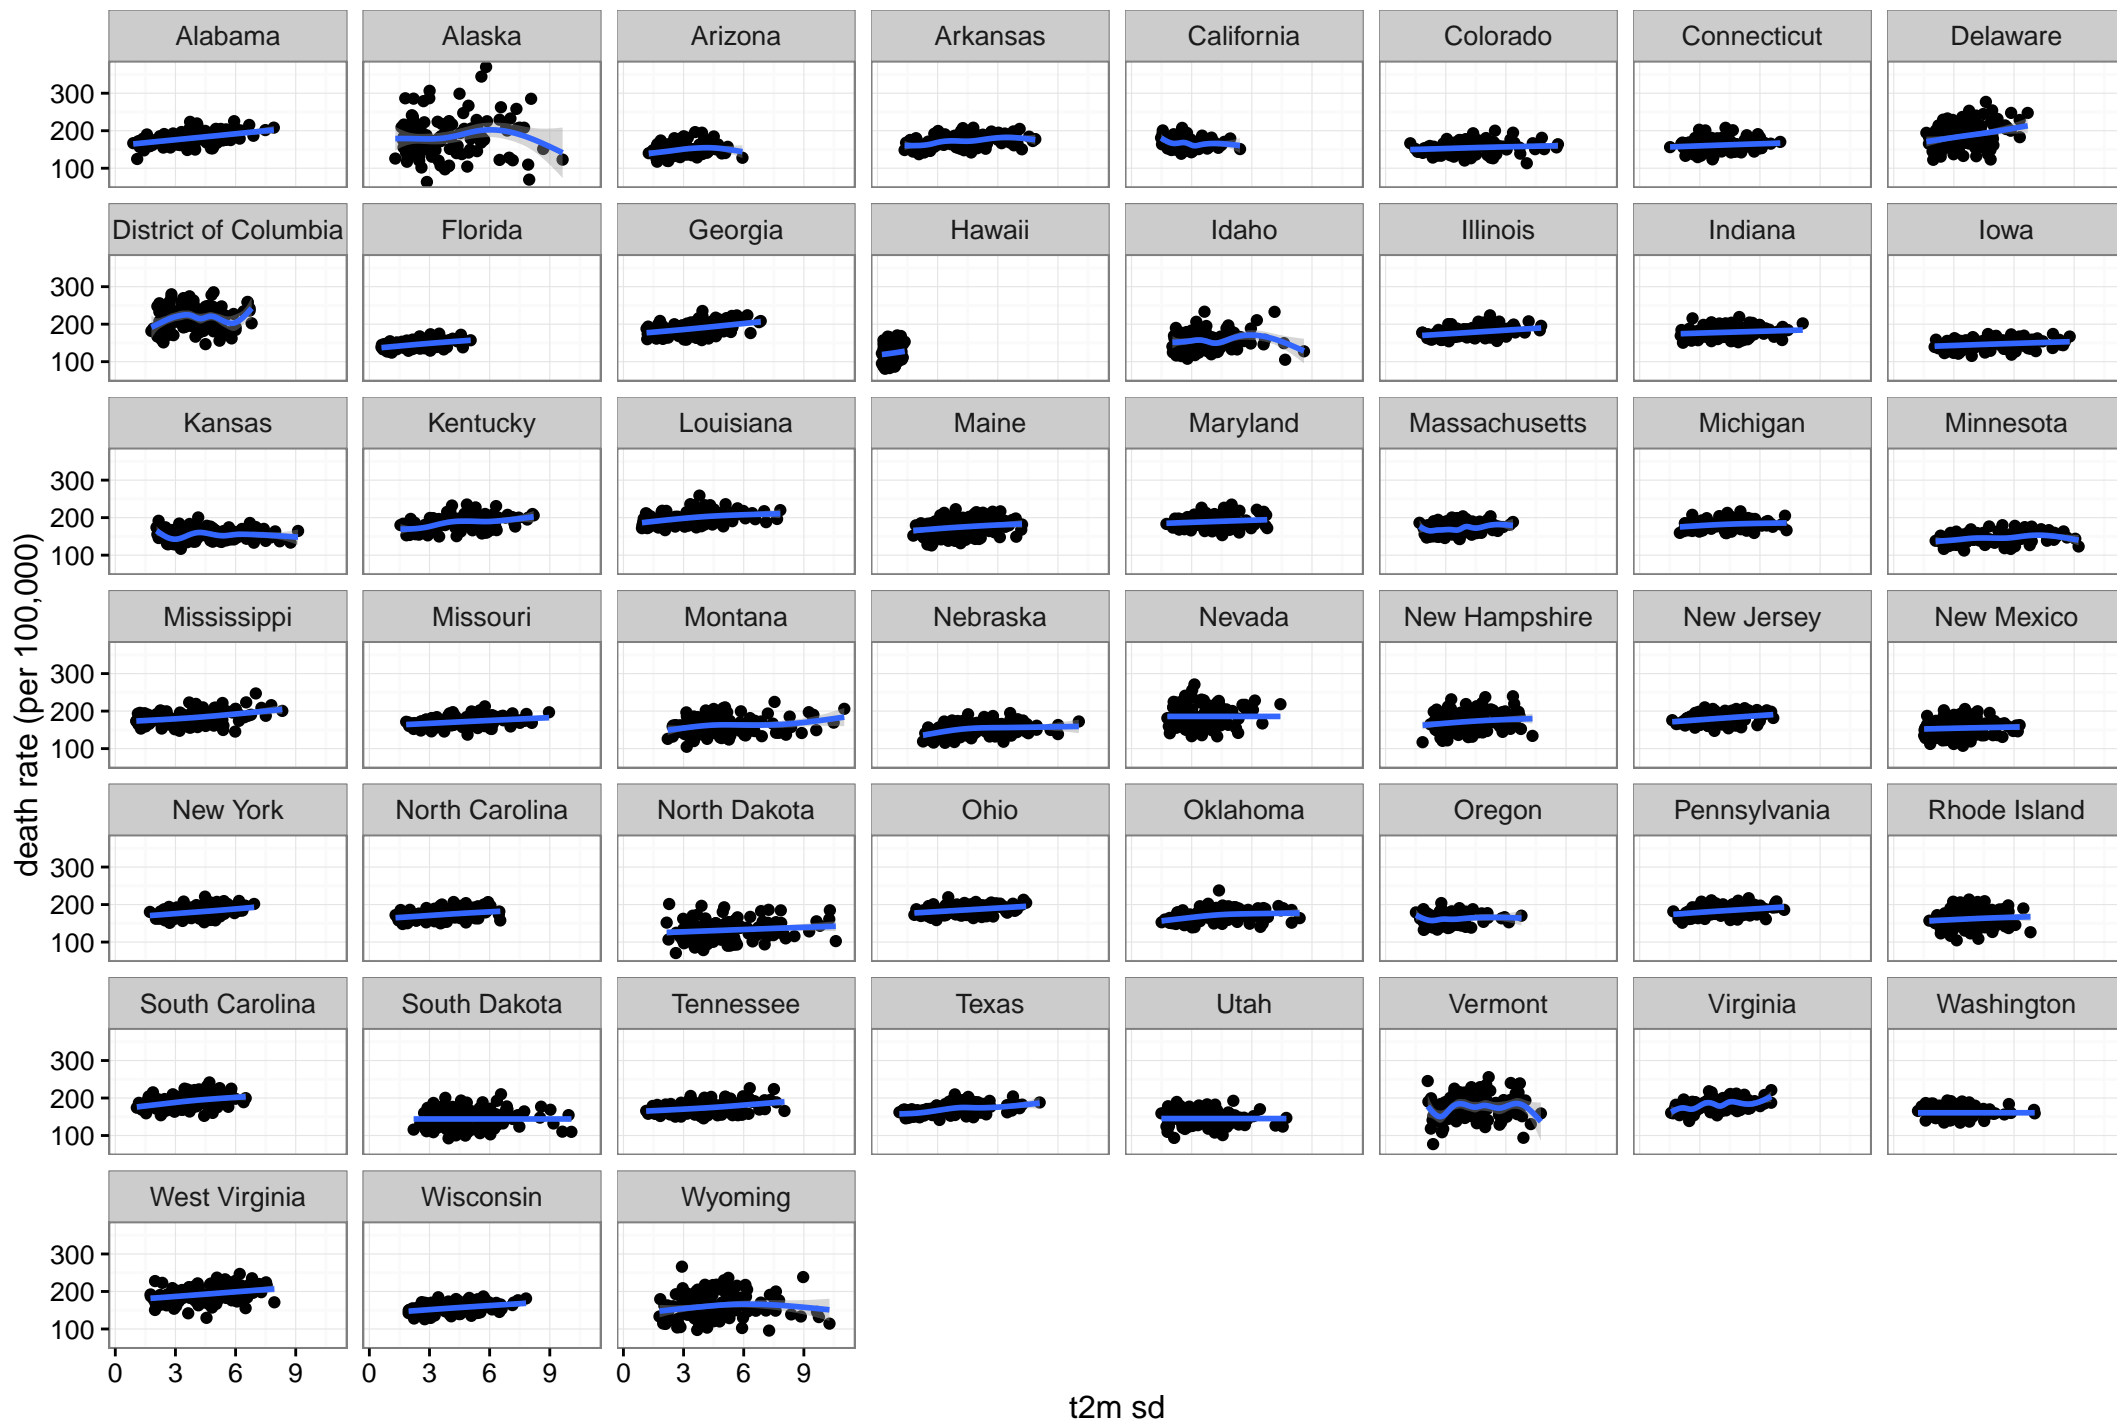 Alabama Alaska Arizona Arkansas California Colorado Connecticut Delaware
300
200
100
District of Columbia Florida Georgia Hawaii Idaho Illinois Indiana Iowa
300
200
100
Kansas Kentucky Louisiana Maine Maryland Massachusetts Michigan Minnesota
300
200
100
Mississippi Missouri Montana Nebraska Nevada New Hampshire New Jersey New Mexico
300
200
100
New York North Carolina North Dakota Ohio Oklahoma Oregon Pennsylvania Rhode Island
300
200
100
South Carolina South Dakota Tennessee Texas Utah Vermont Virginia Washington
300
200
100
West Virginia Wisconsin Wyoming
300
200
100
0 3 6 9 0 3 6 9 0 3 6 9
t2m sd
death rate (per 100,000)